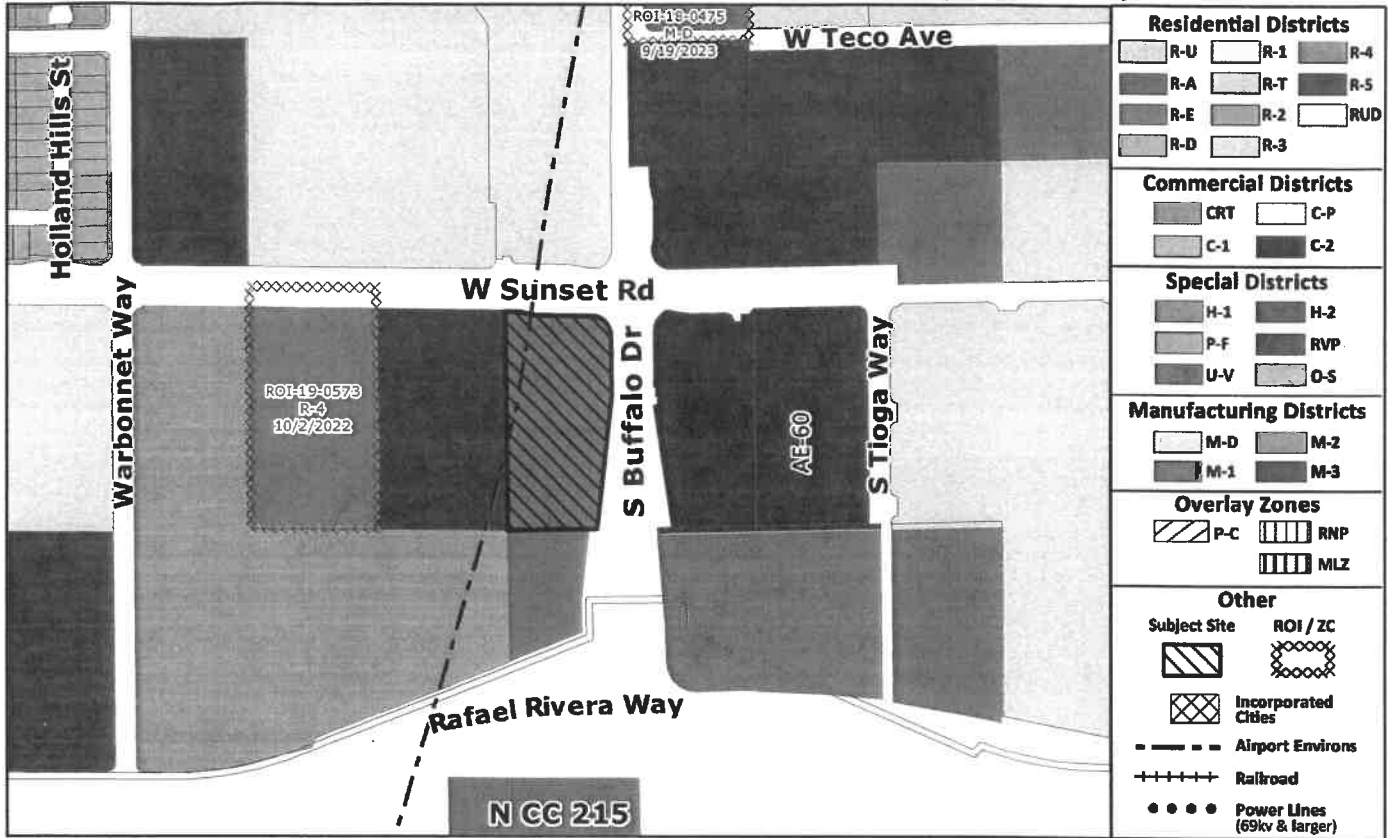 ROI-18-0475
M-D
9/19/2023
W Teco Ave
Holland Hills St
W Sunset Rd
Warbonnet Way
ROI-19-0573
R-4
10/2/2022
S Buffalo Dr
AE-60
S Tioga Way
Rafael Rivera Way
N CC 215
Residential Districts
R-U R-1 R-4
R-A R-T R-5
R-E R-2 RUD
R-D R-3
Commercial Districts
CRT C-P
C-1 C-2
Special Districts
H-1 H-2
P-F RVP
U-V O-S
Manufacturing Districts
M-D M-2
M-1 M-3
Overlay Zones
P-C RNP
MLZ
Other
Subject Site ROI / ZC
Incorporated
Cities
Airport Environs
Railroad
Power Lines
(69kv & larger)